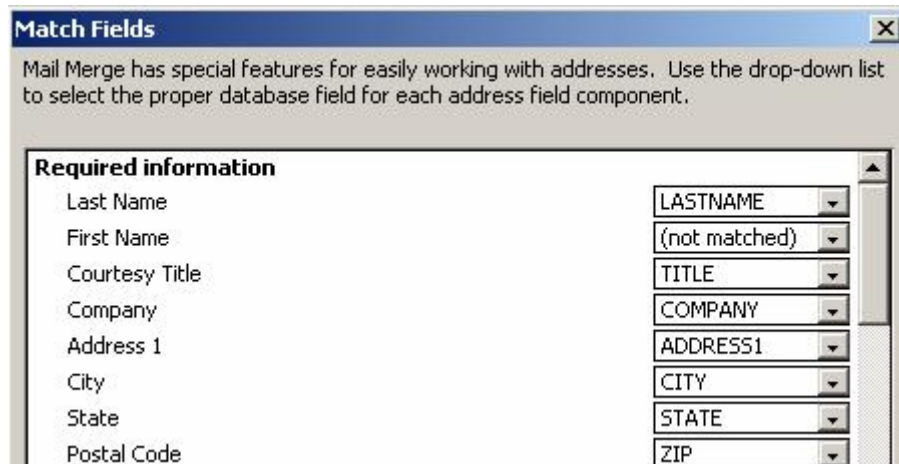 Match Fields
Mail Merge has special features for easily working with addresses. Use the drop-down list
to select the proper database field for each address field component.
Required information
Last Name LASTNAME
First Name (not matched)
Courtesy Title TITLE
Company COMPANY
Address 1 ADDRESS1
City CITY
State STATE
Postal Code ZIP